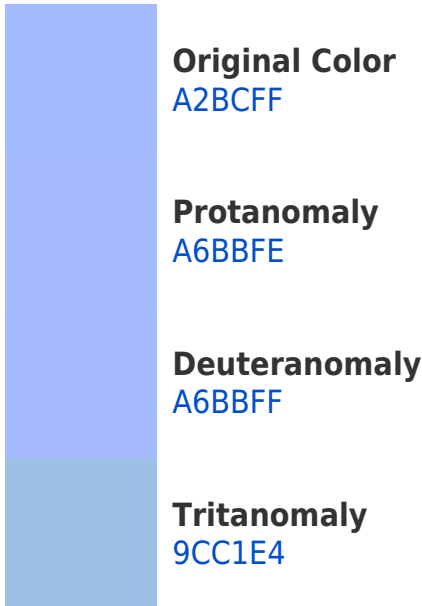 Original Color
A2BCFF
Protanomaly
A6BBFE
Deuteranomaly
A6BBFF
Tritanomaly
9CC1E4